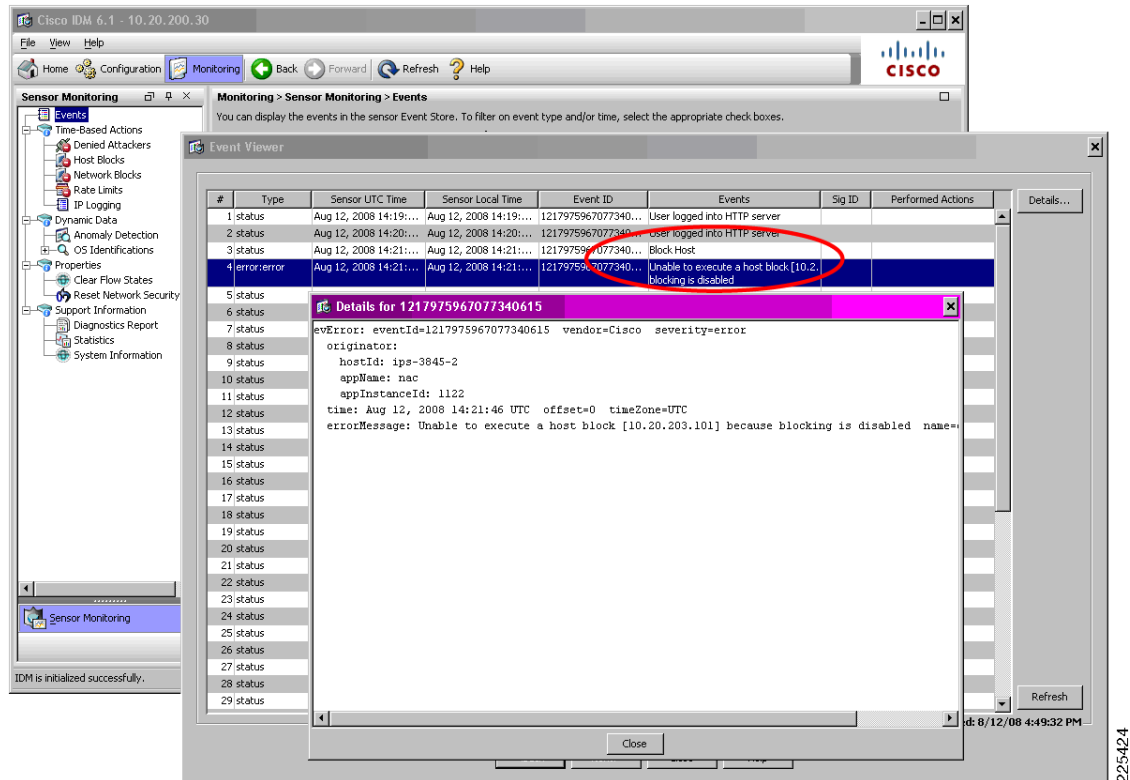 Cisco IDM 6.1 - 10.20.200.30
File View Help
Home Configuration Monitoring Back Forward Refresh Help
CISCO
Sensor Monitoring
Events
Time-Based Actions
Denied Attackers
Host Blocks
Network Blocks
Rate Limits
IP Logging
Dynamic Data
Anomaly Detection
OS Identifications
Properties
Clear Flow States
Reset Network Security
Support Information
Diagnostics Report
Statistics
System Information
Sensor Monitoring
IDM is initialized successfully.
Monitoring > Sensor Monitoring > Events
You can display the events in the sensor Event Store. To filter on event type and/or time, select the appropriate check boxes.
Event Viewer
# Type Sensor UTC Time Sensor Local Time Event ID Events Sig ID Performed Actions
1 status Aug 12, 2008 14:19:... Aug 12, 2008 14:19:... 1217975967077340... User logged into HTTP server
2 status Aug 12, 2008 14:20:... Aug 12, 2008 14:20:... 1217975967077340... User logged into HTTP server
3 status Aug 12, 2008 14:21:... Aug 12, 2008 14:21:... 1217975967077340... Block Host
4 error:error Aug 12, 2008 14:21:... Aug 12, 2008 14:21:... 1217975967077340... Unable to execute a host block [10.2.
blocking is disabled
5 status
6 status
7 status
8 status
9 status
10 status
11 status
12 status
13 status
14 status
15 status
16 status
17 status
18 status
19 status
20 status
21 status
22 status
23 status
24 status
25 status
26 status
27 status
28 status
29 status
Details...
Refresh
d: 8/12/08 4:49:32 PM
Details for 1217975967077340615
evError: eventId=1217975967077340615 vendor=Cisco severity=error
originator:
hostId: ips-3845-2
appName: nac
appInstanceId: 1122
time: Aug 12, 2008 14:21:46 UTC offset=0 timeZone=UTC
errorMessage: Unable to execute a host block [10.20.203.101] because blocking is disabled name=
Close
225424